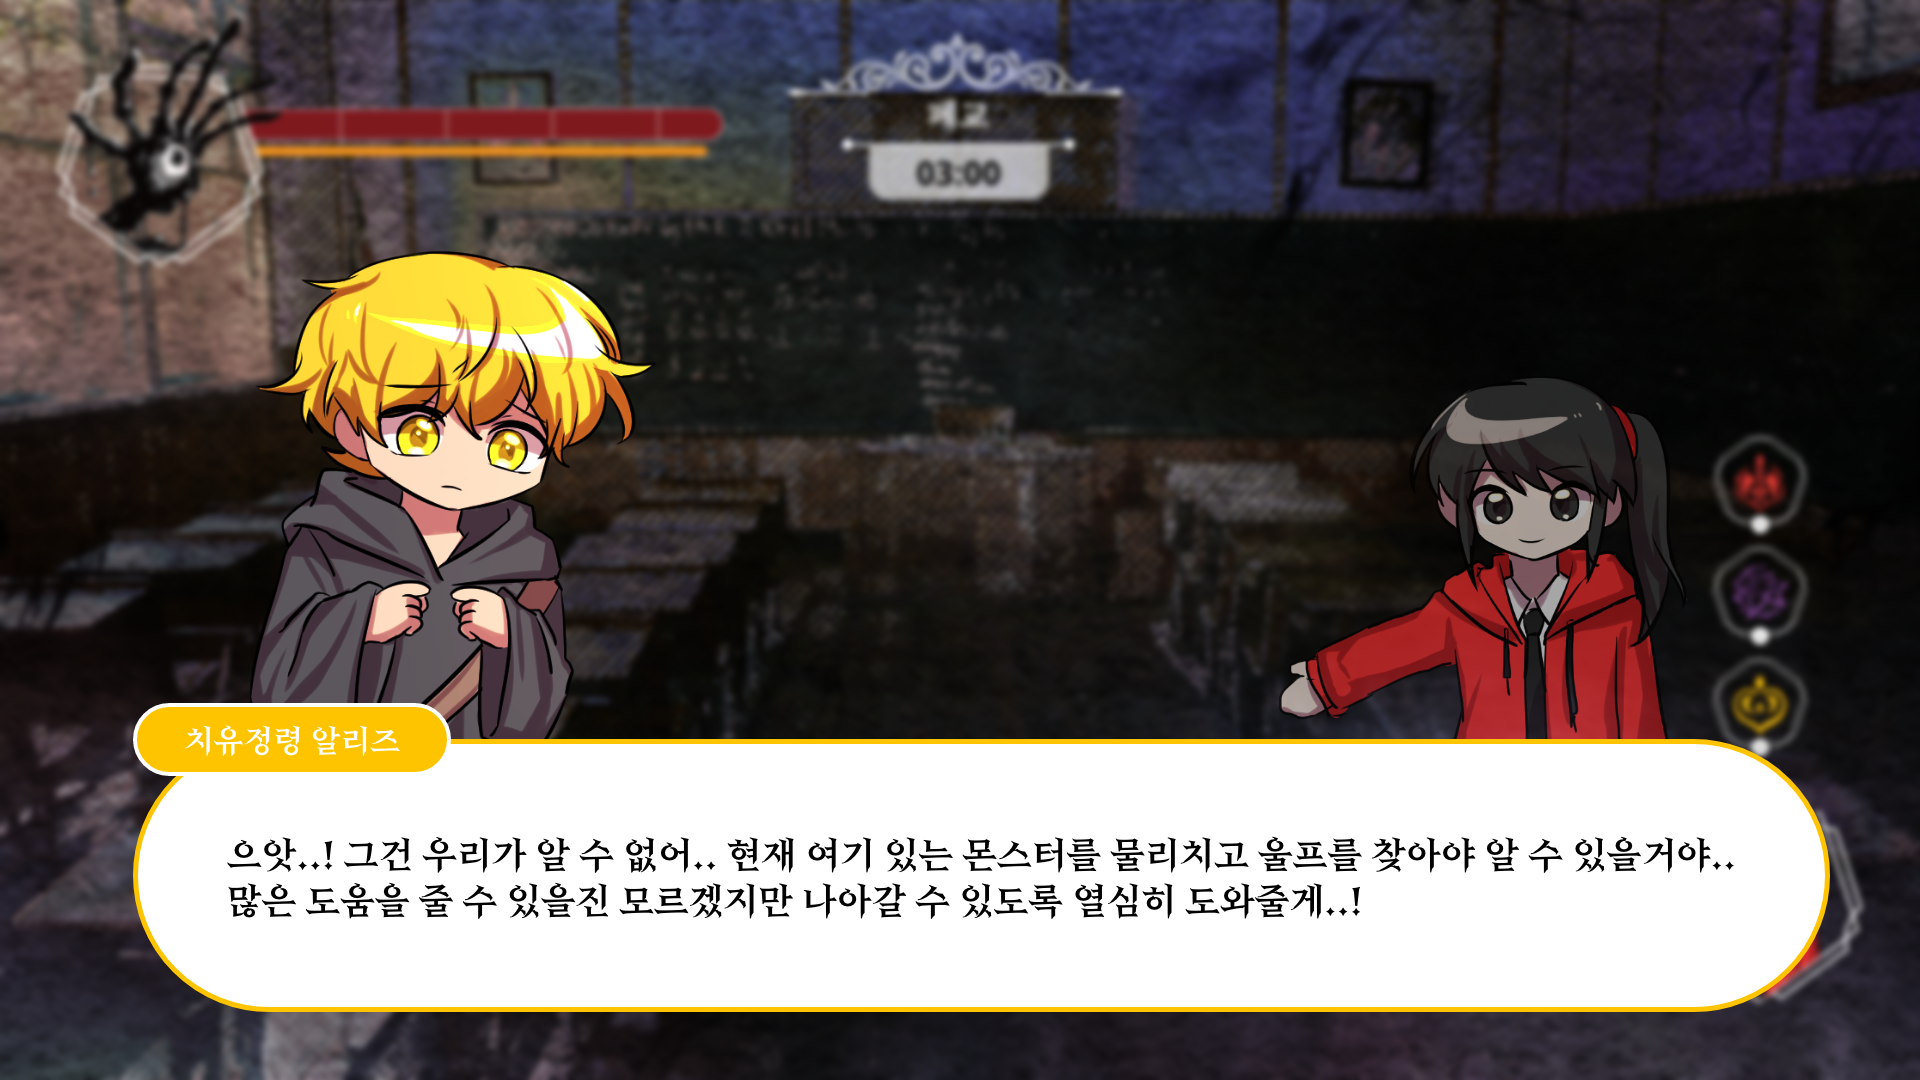 폐교
03:00
치유정령 알리즈
으앗..! 그건 우리가 알 수 없어.. 현재 여기 있는 몬스터를 물리치고 울프를 찾아야 알 수 있을거야..
많은 도움을 줄 수 있을진 모르겠지만 나아갈 수 있도록 열심히 도와줄게..!